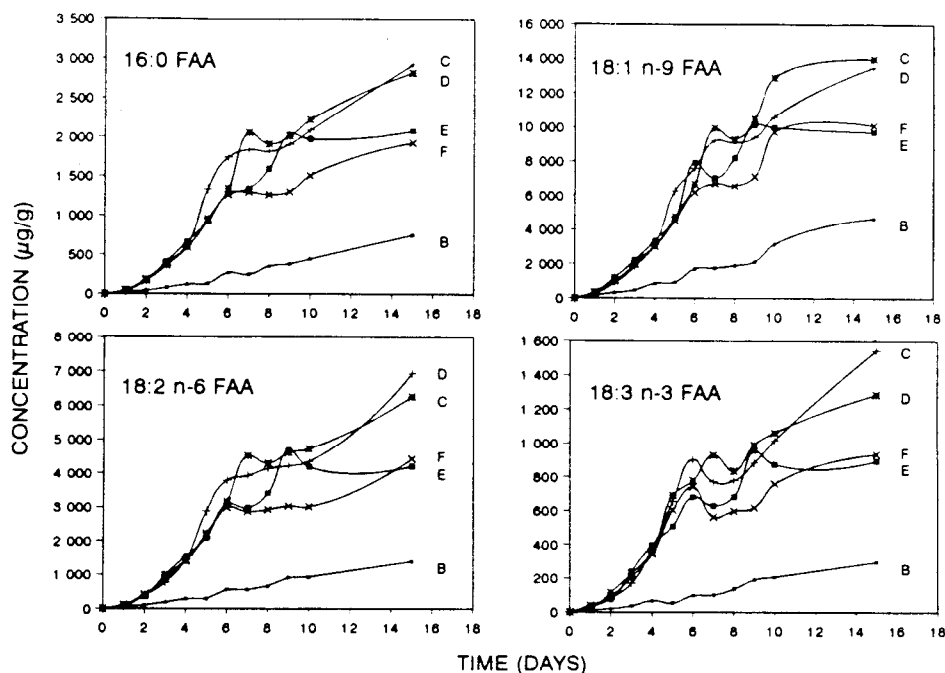 CONCENTRATION (µg/g)
16:0 FAA
3 500
3 000
2 500
2 000
1 500
1 000
500
0
0 2 4 6 8 10 12 14 16 18
C
D
E
F
B
18:1 n-9 FAA
16 000
14 000
12 000
10 000
8 000
6 000
4 000
2 000
0
0 2 4 6 8 10 12 14 16 18
C
D
F
E
B
18:2 n-6 FAA
8 000
7 000
6 000
5 000
4 000
3 000
2 000
1 000
0
0 2 4 6 8 10 12 14 16 18
D
C
F
E
B
18:3 n-3 FAA
1 600
1 400
1 200
1 000
800
600
400
200
0
0 2 4 6 8 10 12 14 16 18
C
D
F
E
B
TIME (DAYS)